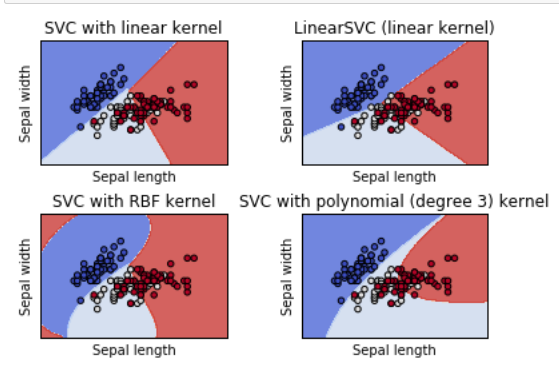 SVC with linear kernel
LinearSVC (linear kernel)
Sepal width
Sepal width
Sepal length
Sepal length
SVC with RBF kernel
SVC with polynomial (degree 3) kernel
Sepal width
Sepal width
Sepal length
Sepal length